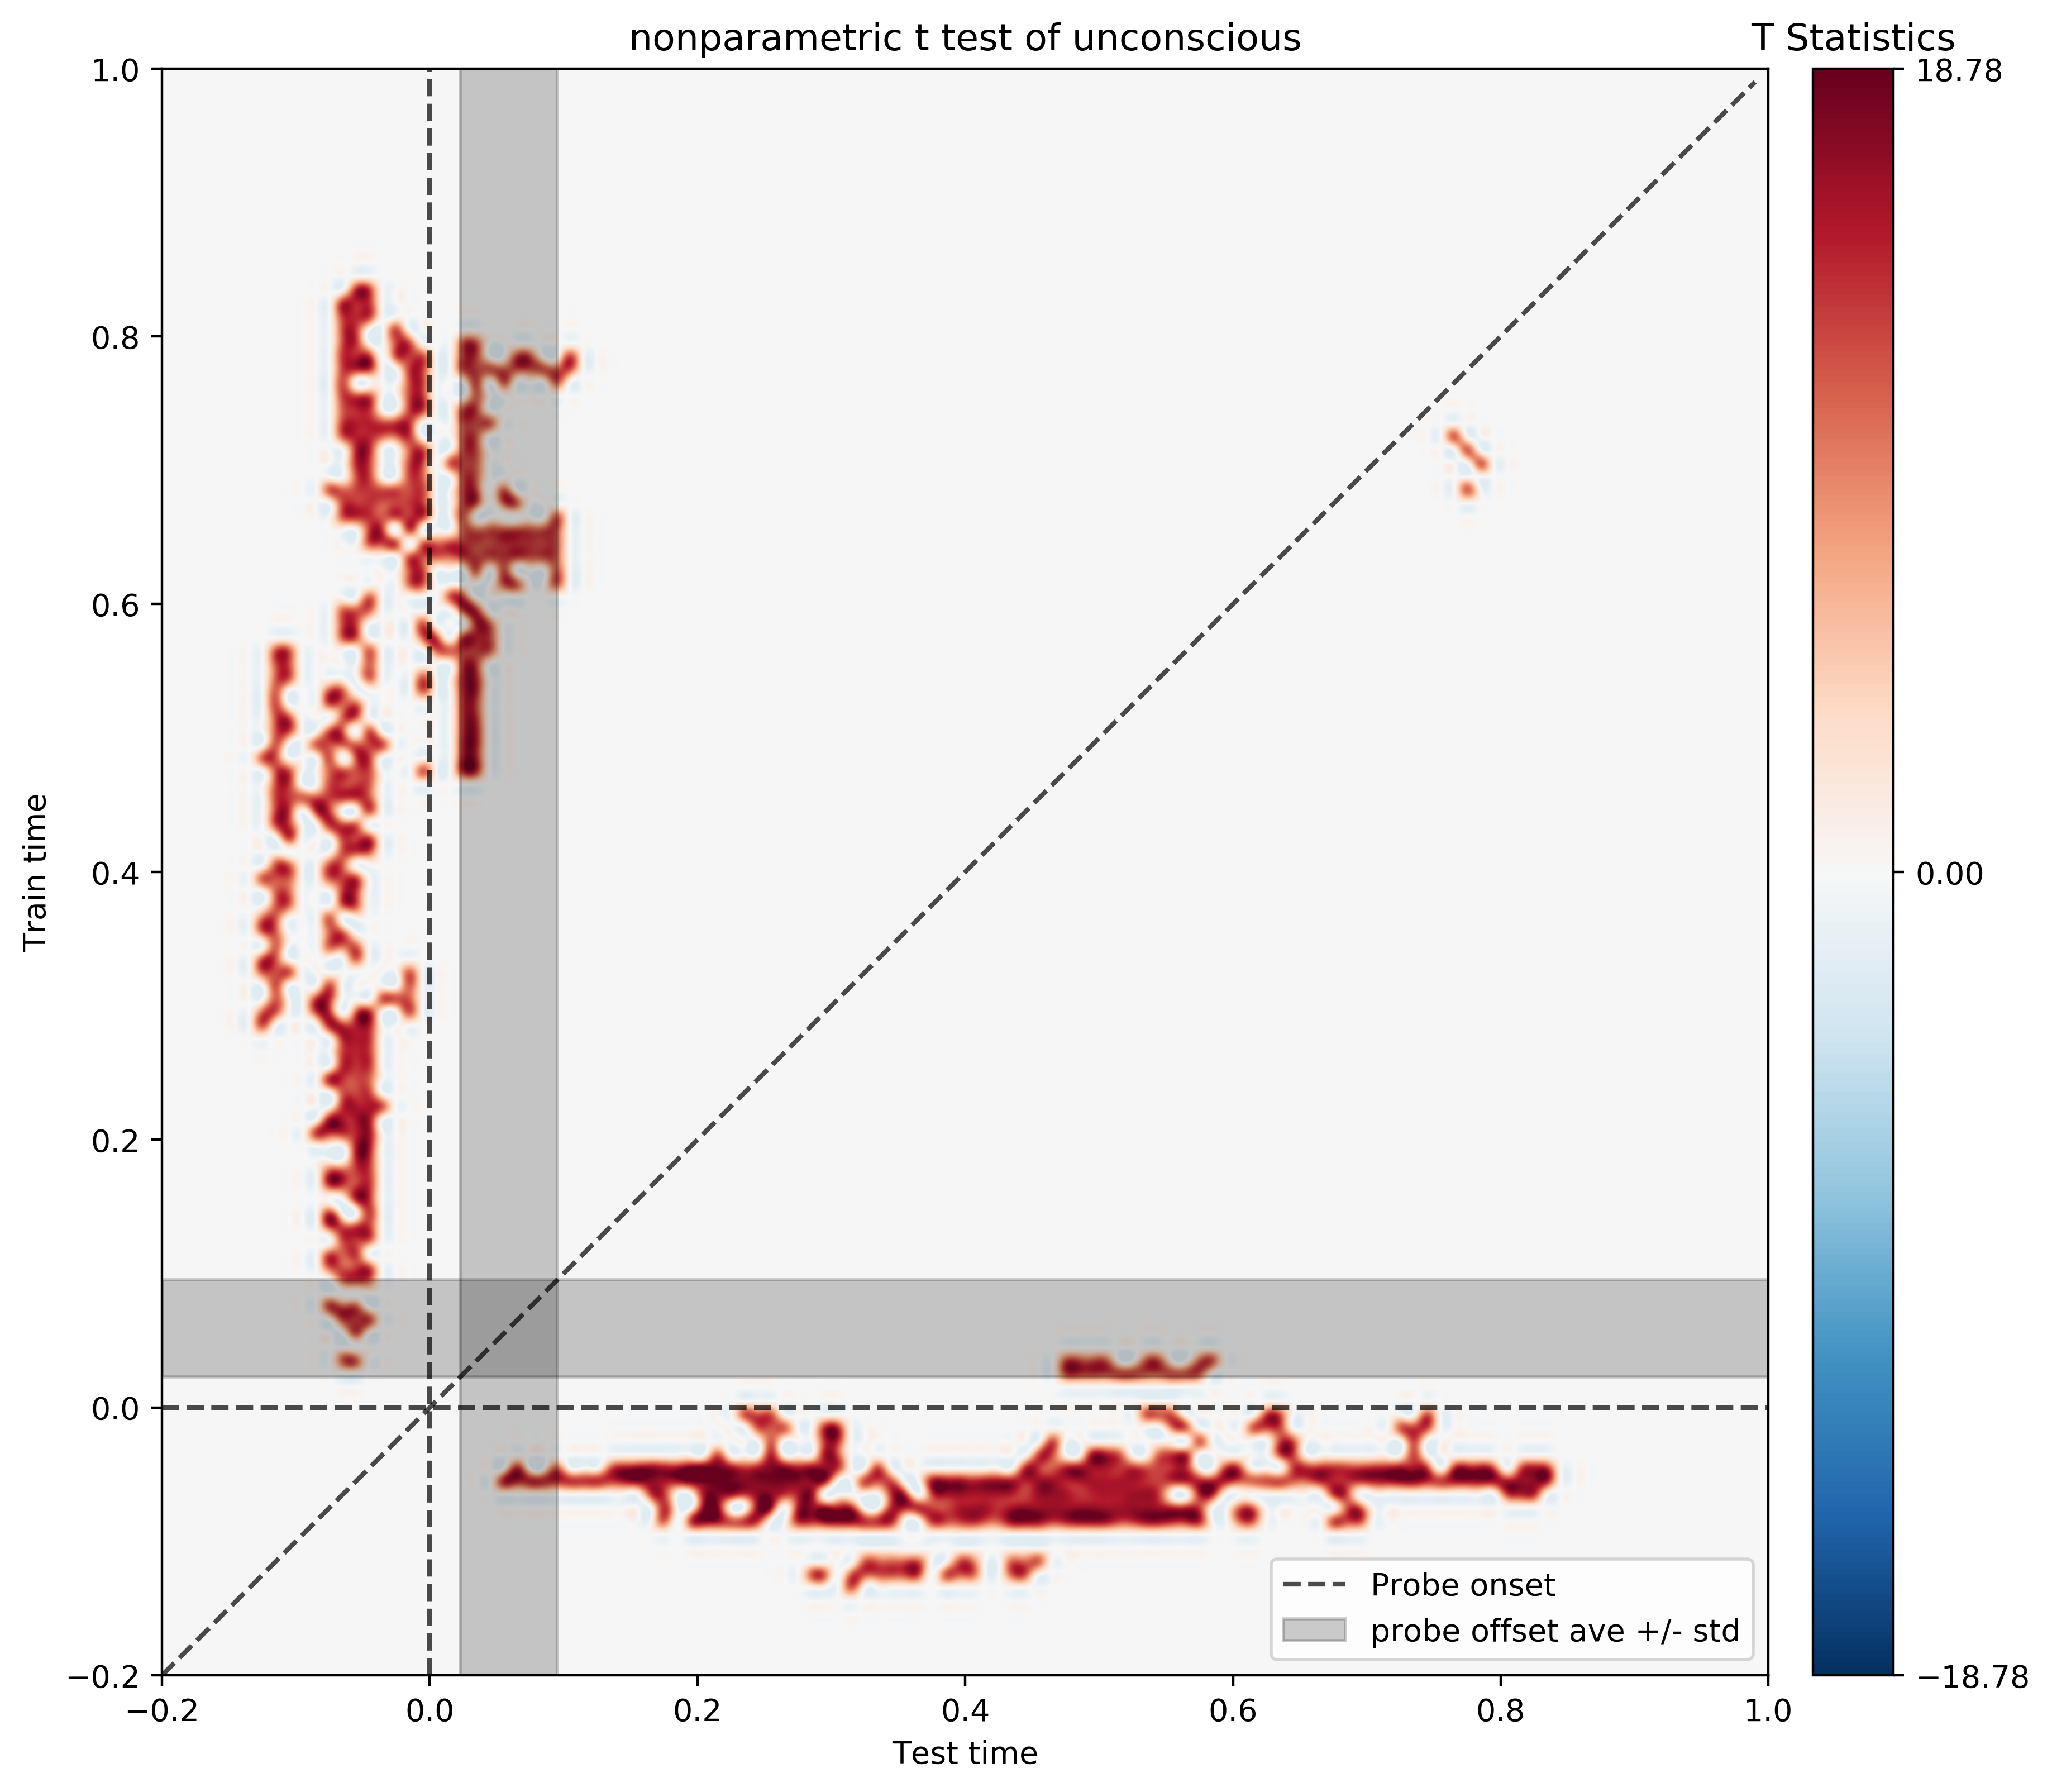 nonparametric t test of unconscious
T Statistics
1.0
0.8
0.6
0.4
0.2
0.0
−0.2
Train time
−0.2
0.0
0.2
0.4
0.6
0.8
1.0
Test time
Probe onset
probe offset ave +/- std
18.78
0.00
−18.78